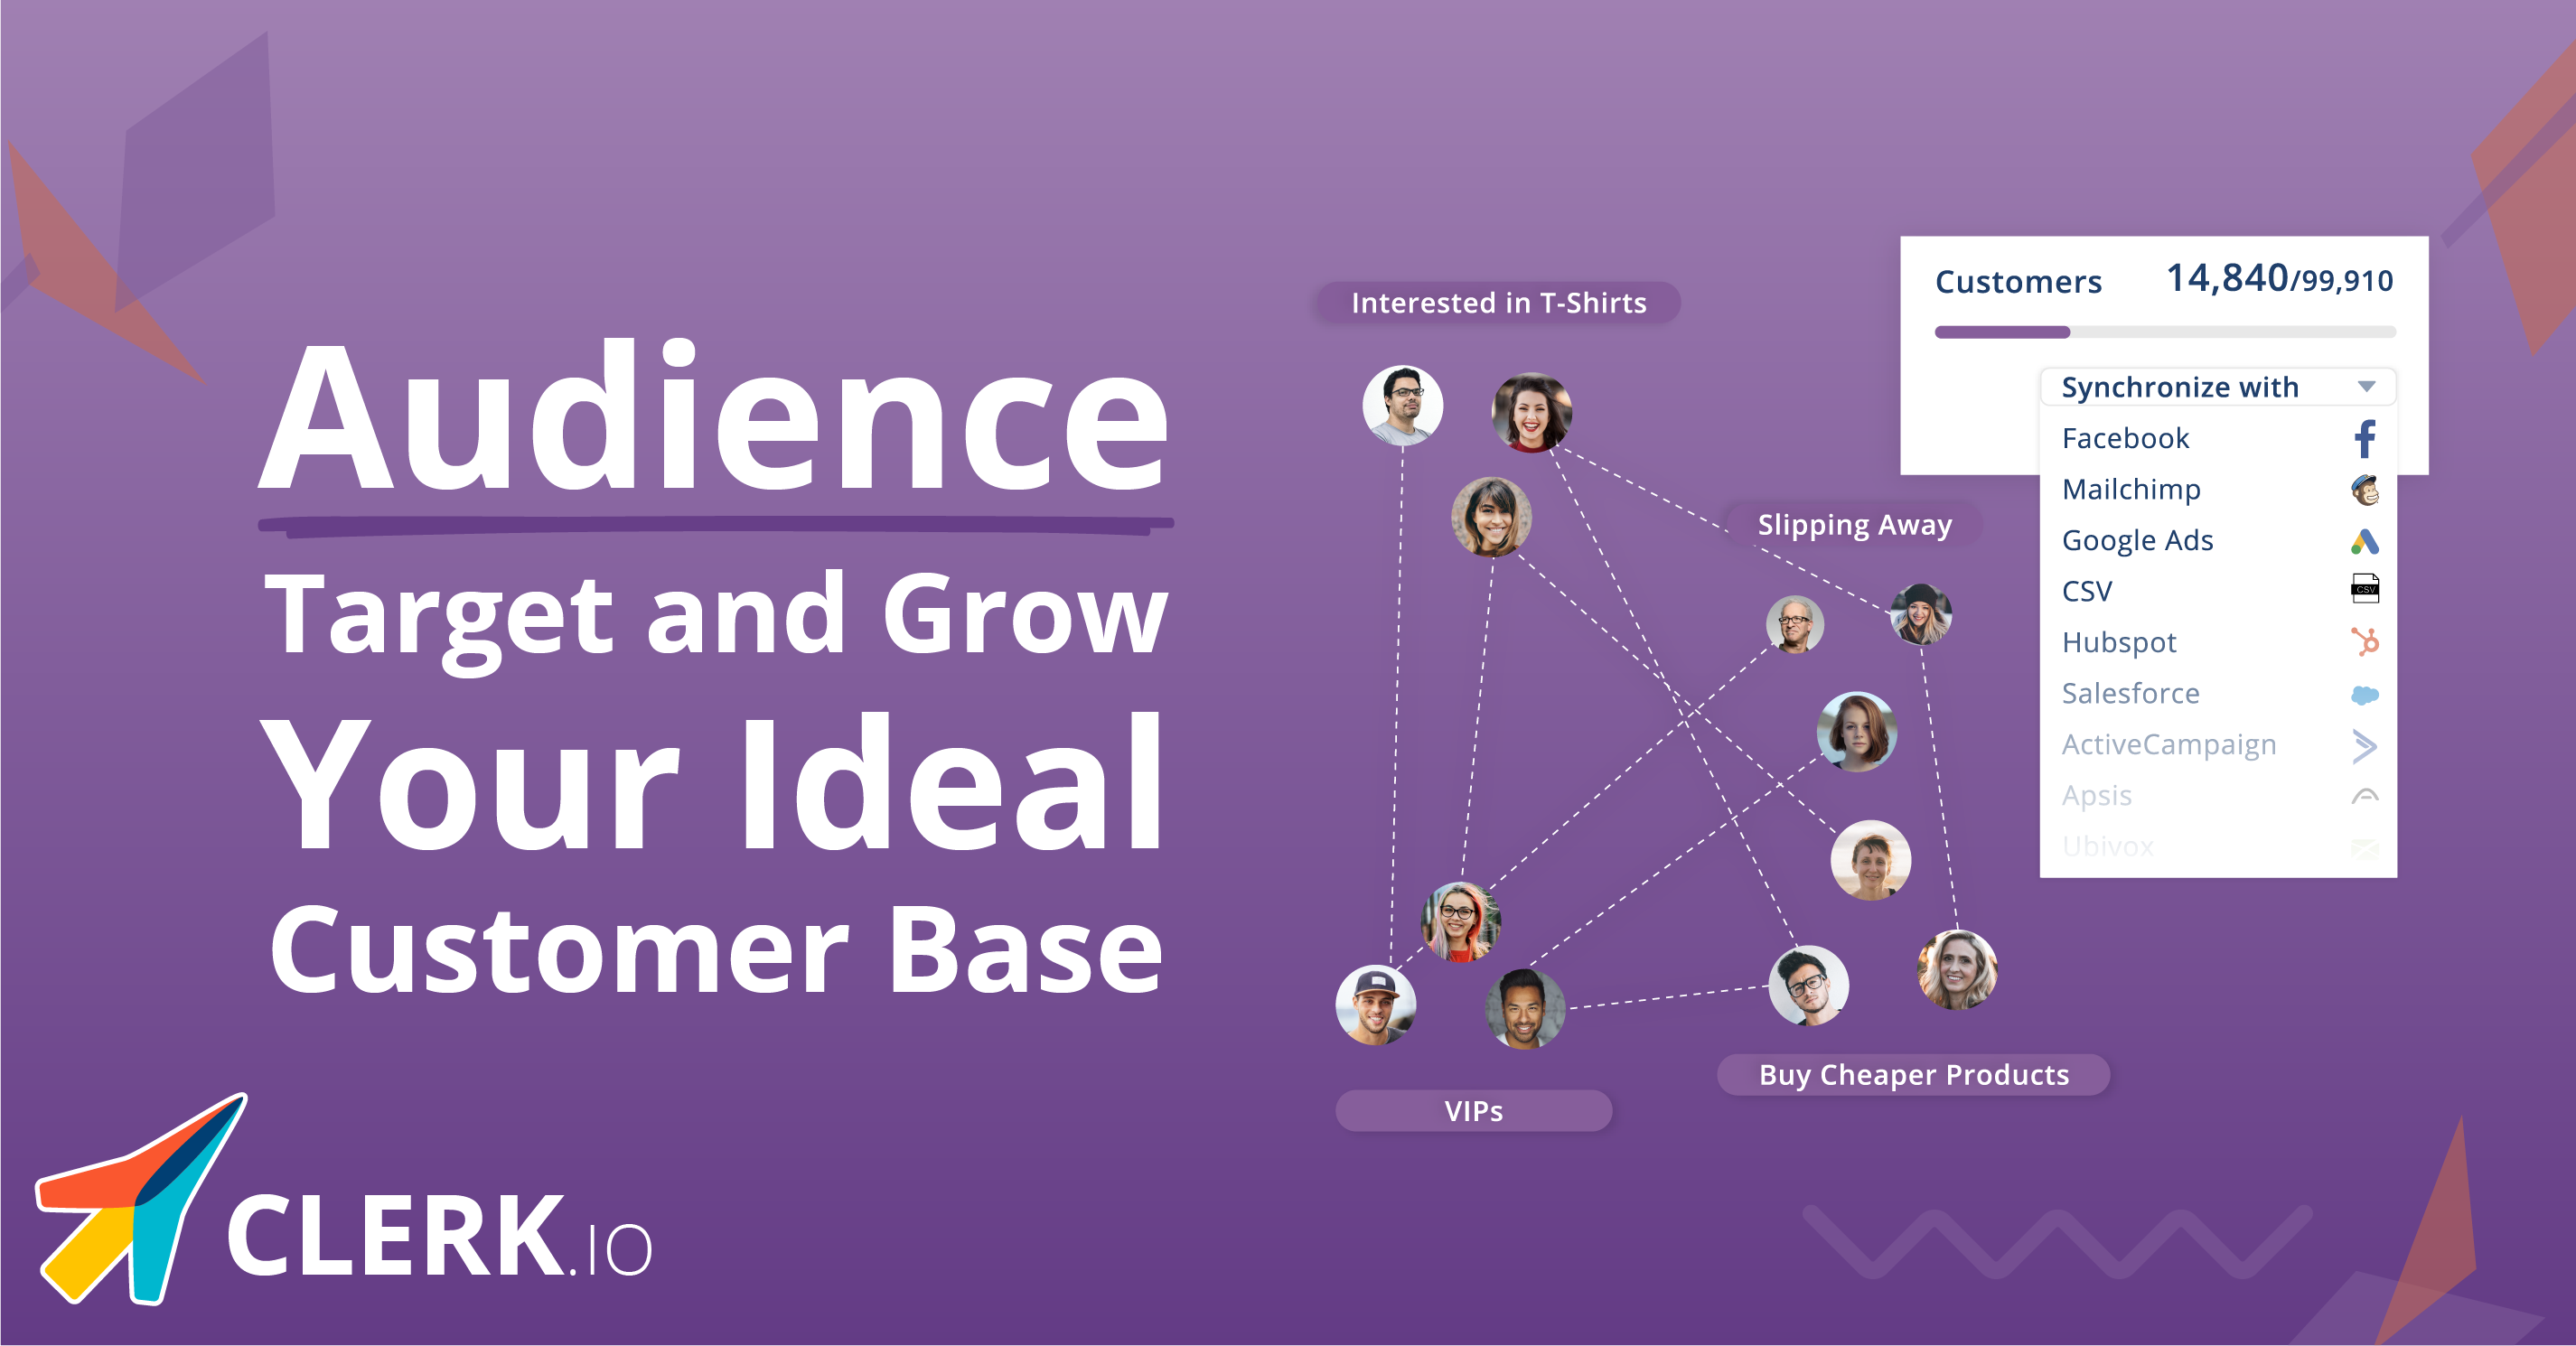 Audience
Target and Grow
Your Ideal
Customer Base
CLERK.IO
Interested in T-Shirts
Slipping Away
VIPs
Buy Cheaper Products
Customers 14,840/99,910
Synchronize with
Facebook
Mailchimp
Google Ads
CSV CSV
Hubspot
Salesforce
ActiveCampaign
Apsis
Ubivox